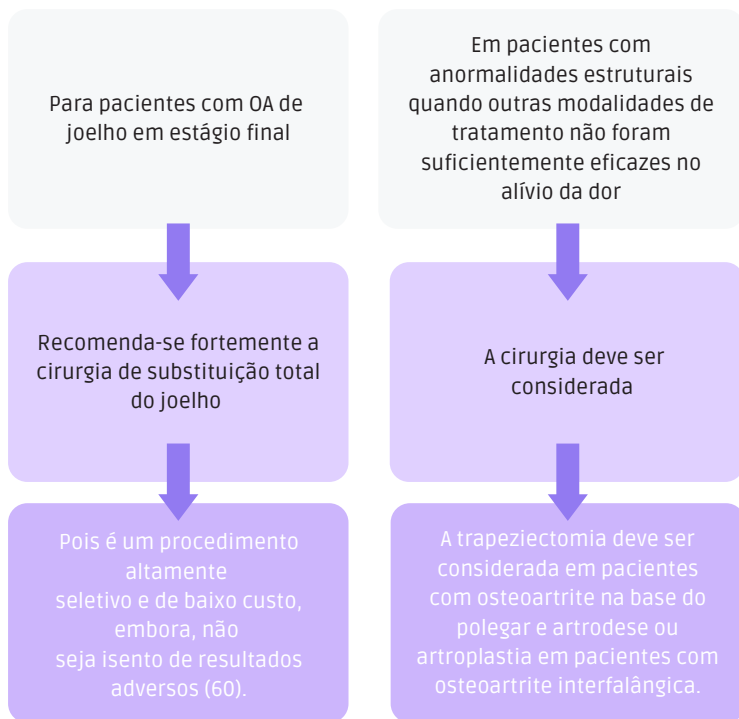 Para pacientes com OA de
joelho em estágio final
Recomenda-se fortemente a
cirurgia de substituição total
do joelho
Pois é um procedimento
altamente
seletivo e de baixo custo,
embora, não
seja isento de resultados
adversos (60).
Em pacientes com
anormalidades estruturais
quando outras modalidades de
tratamento não foram
suficientemente eficazes no
alívio da dor
A cirurgia deve ser
considerada
A trapeziectomia deve ser
considerada em pacientes
com osteoartrite na base do
polegar e artrodese ou
artroplastia em pacientes com
osteoartrite interfalângica.